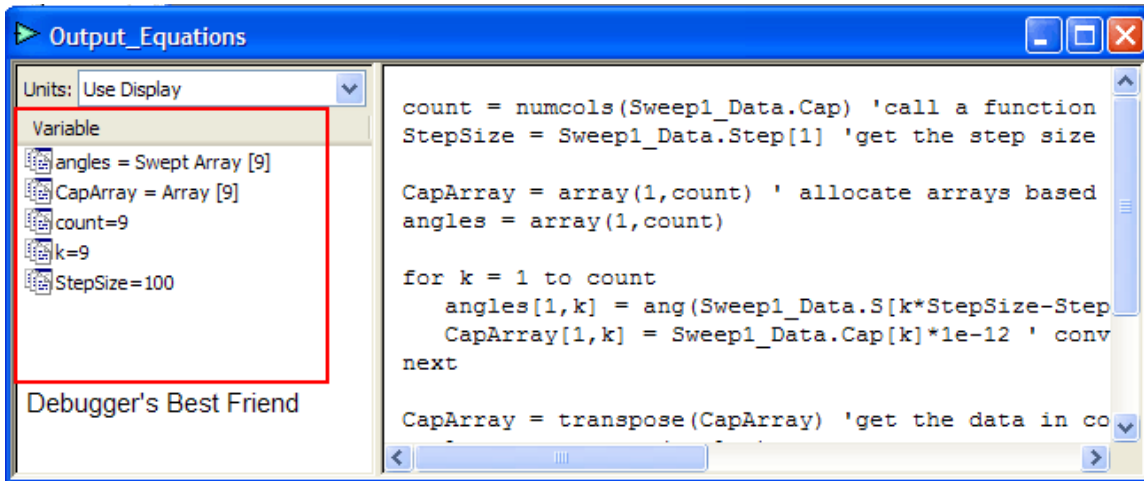 Output_Equations
Units: Use Display
Variable
angles = Swept Array [9]
CapArray = Array [9]
count=9
k=9
StepSize=100
Debugger's Best Friend
count = numcols(Sweep1_Data.Cap) 'call a function
StepSize = Sweep1_Data.Step[1] 'get the step size
CapArray = array(1,count) ' allocate arrays based
angles = array(1,count)
for k = 1 to count
angles[1,k] = ang(Sweep1_Data.S[k*StepSize-Step
CapArray[1,k] = Sweep1_Data.Cap[k]*1e-12 ' conv
next
CapArray = transpose(CapArray) 'get the data in co